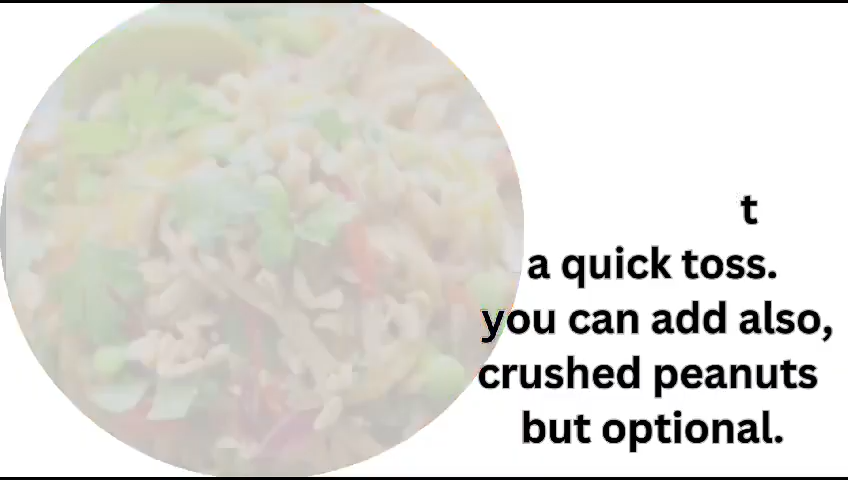 t
a quick toss.
you can add also,
crushed peanuts
but optional.